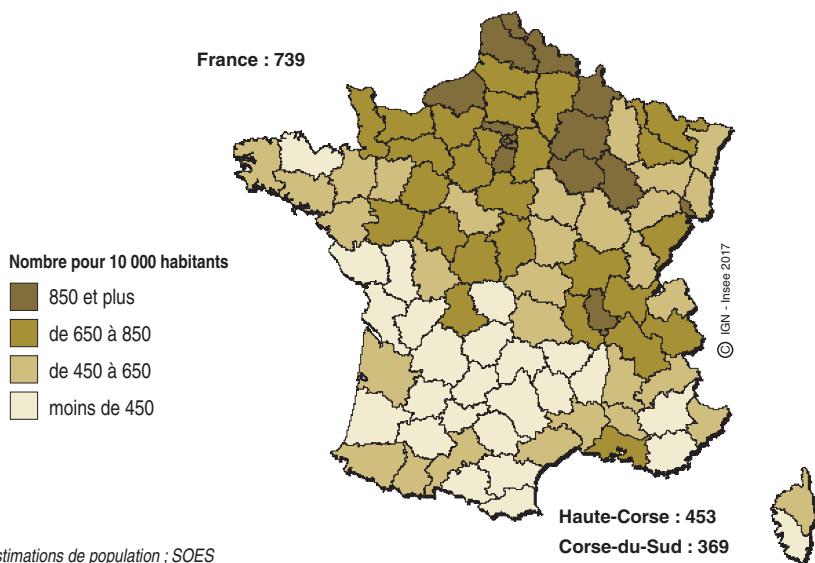 France : 739
Nombre pour 10 000 habitants
850 et plus
de 650 à 850
de 450 à 650
moins de 450
© IGN - Insee 2017
Haute-Corse : 453
Corse-du-Sud : 369
stimations de population ; SOES